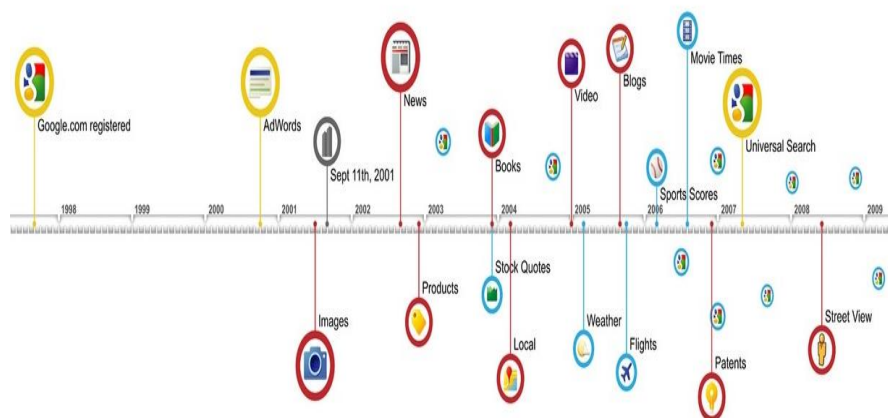 Movie Times
Google.com registered
AdWords
News
Video
Blogs
Universal Search
Sept 11th, 2001
Books
Sports Scores
1998 1999 2000 2001 2002 2003 2004 2005 2006 2007 2008 2009
Stock Quotes
Products
Images
Local
Weather
Flights
Patents
Street View